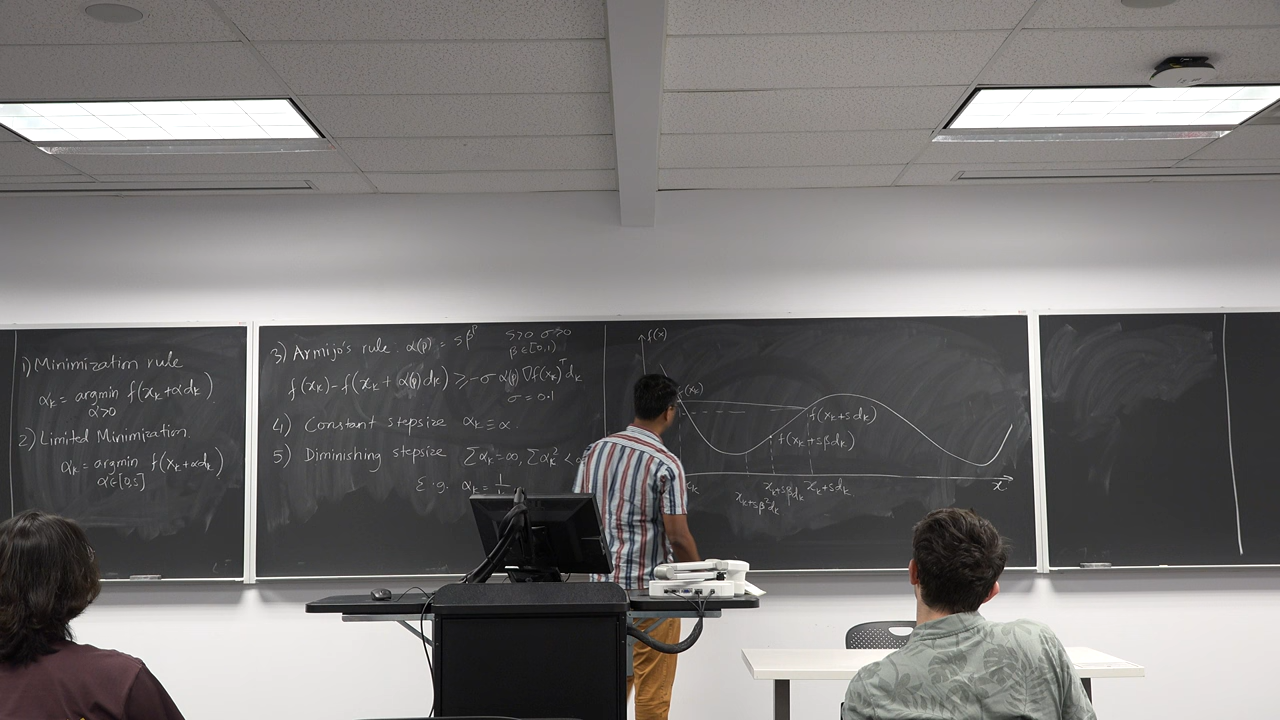 1) Minimization rule
αₖ = argmin f(xₖ+αdₖ)
α>0
2) Limited Minimization.
αₖ = argmin f(xₖ+αdₖ)
α∈[0,s]
3) Armijo's rule: α(p) = sβᵖ
s>0 σ>0
β∈[0,1).
f(xₖ)-f(xₖ + α(p)dₖ) ≥ -σ α(p) ∇f(xₖ)ᵀdₖ
σ = 0.1
4) Constant stepsize αₖ ≡ α.
5) Diminishing stepsize Σαₖ=∞, Σαₖ² <
E.g. αₖ = 1
f(x)
(xₖ)
f(xₖ+sdₖ)
f(xₖ+sβdₖ)
x
xₖ+sβdₖ
xₖ+sdₖ
xₖ+sβ²dₖ